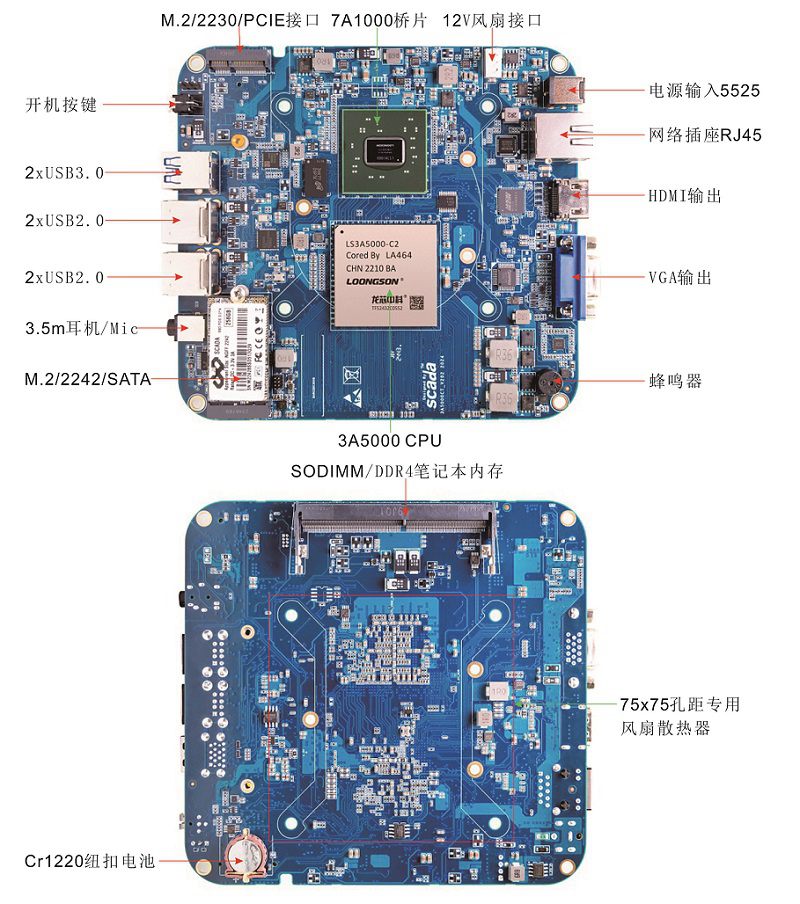 M.2/2230/PCIE接口
7A1000桥片
12V风扇接口
开机按键
电源输入5525
网络插座RJ45
2xUSB3.0
HDMI输出
2xUSB2.0
2xUSB2.0
VGA输出
3.5m耳机/Mic
M.2/2242/SATA
蜂鸣器
LS3A5000-C2
Cored By LA464
CHN 2210 BA
LOONGSON
龙芯中科
SCADA
256GB
R36
R36
scada
3A5000 CPU
SODIMM/DDR4笔记本内存
1R0
75x75孔距专用
风扇散热器
Cr1220纽扣电池